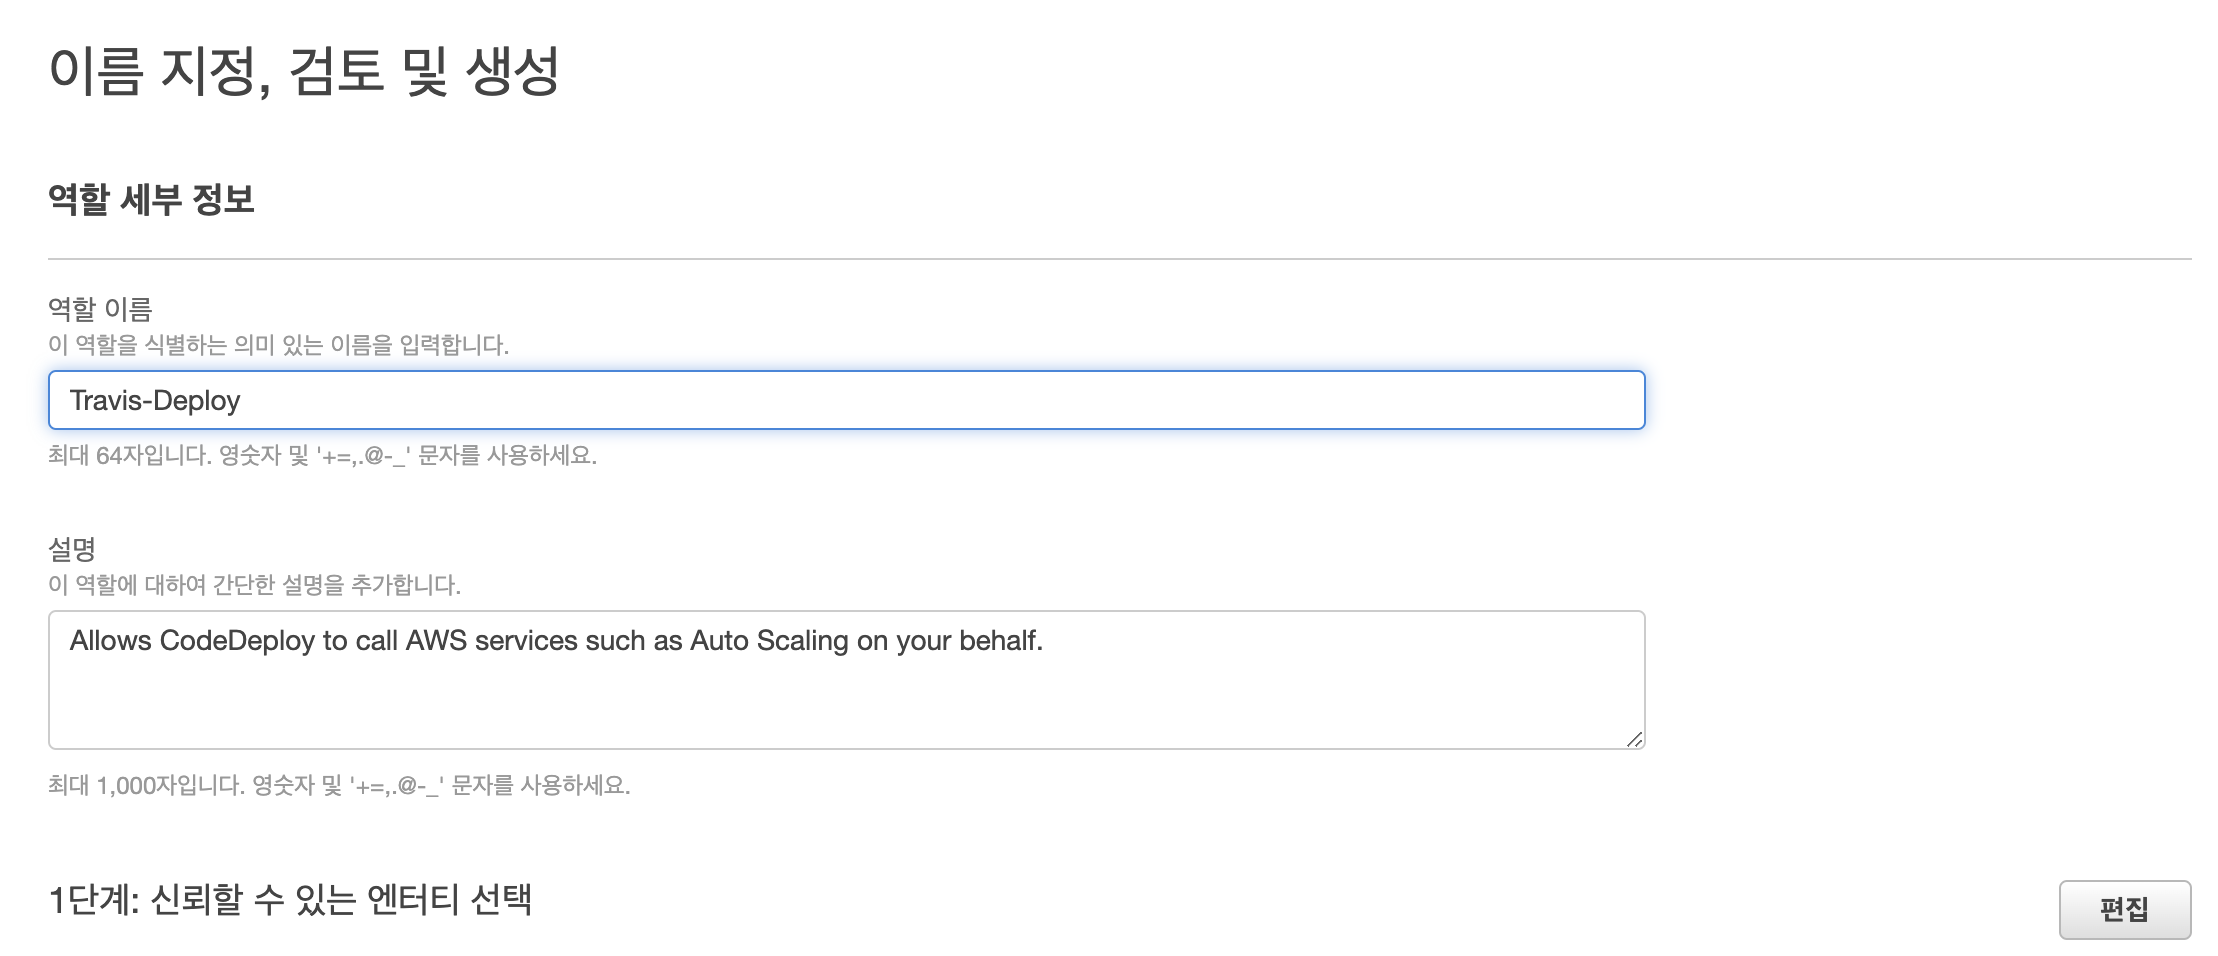 이름 지정, 검토 및 생성
역할 세부 정보
역할 이름
이 역할을 식별하는 의미 있는 이름을 입력합니다.
Travis-Deploy
최대 64자입니다. 영숫자 및 '+=,.@-_' 문자를 사용하세요.
설명
이 역할에 대하여 간단한 설명을 추가합니다.
Allows CodeDeploy to call AWS services such as Auto Scaling on your behalf.
최대 1,000자입니다. 영숫자 및 '+=,.@-_' 문자를 사용하세요.
1단계: 신뢰할 수 있는 엔터티 선택
편집